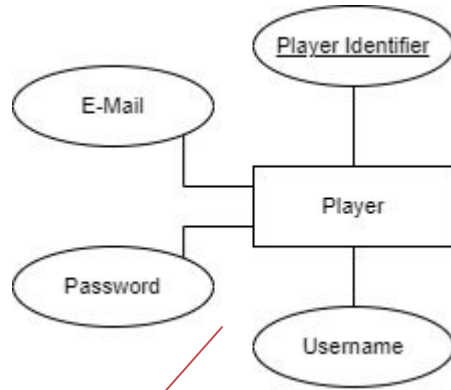 Player Identifier
E-Mail
Player
Password
Username